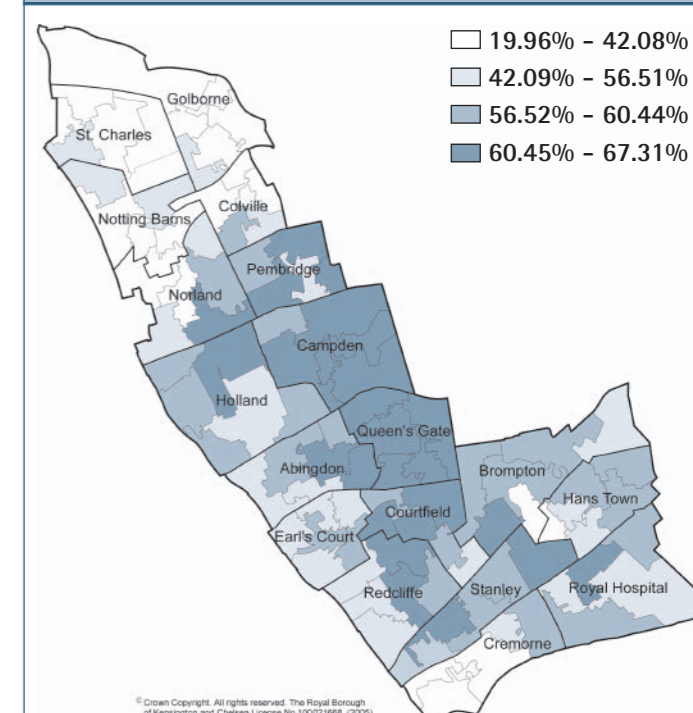 19.96% – 42.08%
42.09% – 56.51%
56.52% – 60.44%
60.45% – 67.31%
Golborne
St. Charles
Colville
Notting Barns
Pembridge
Norland
Campden
Holland
Queen's Gate
Abingdon
Brompton
Hans Town
Courtfield
Earl's Court
Redcliffe
Stanley
Royal Hospital
Cremorne
© Crown Copyright. All rights reserved. The Royal Borough
of Kensington and Chelsea License No 100021668 (2005)